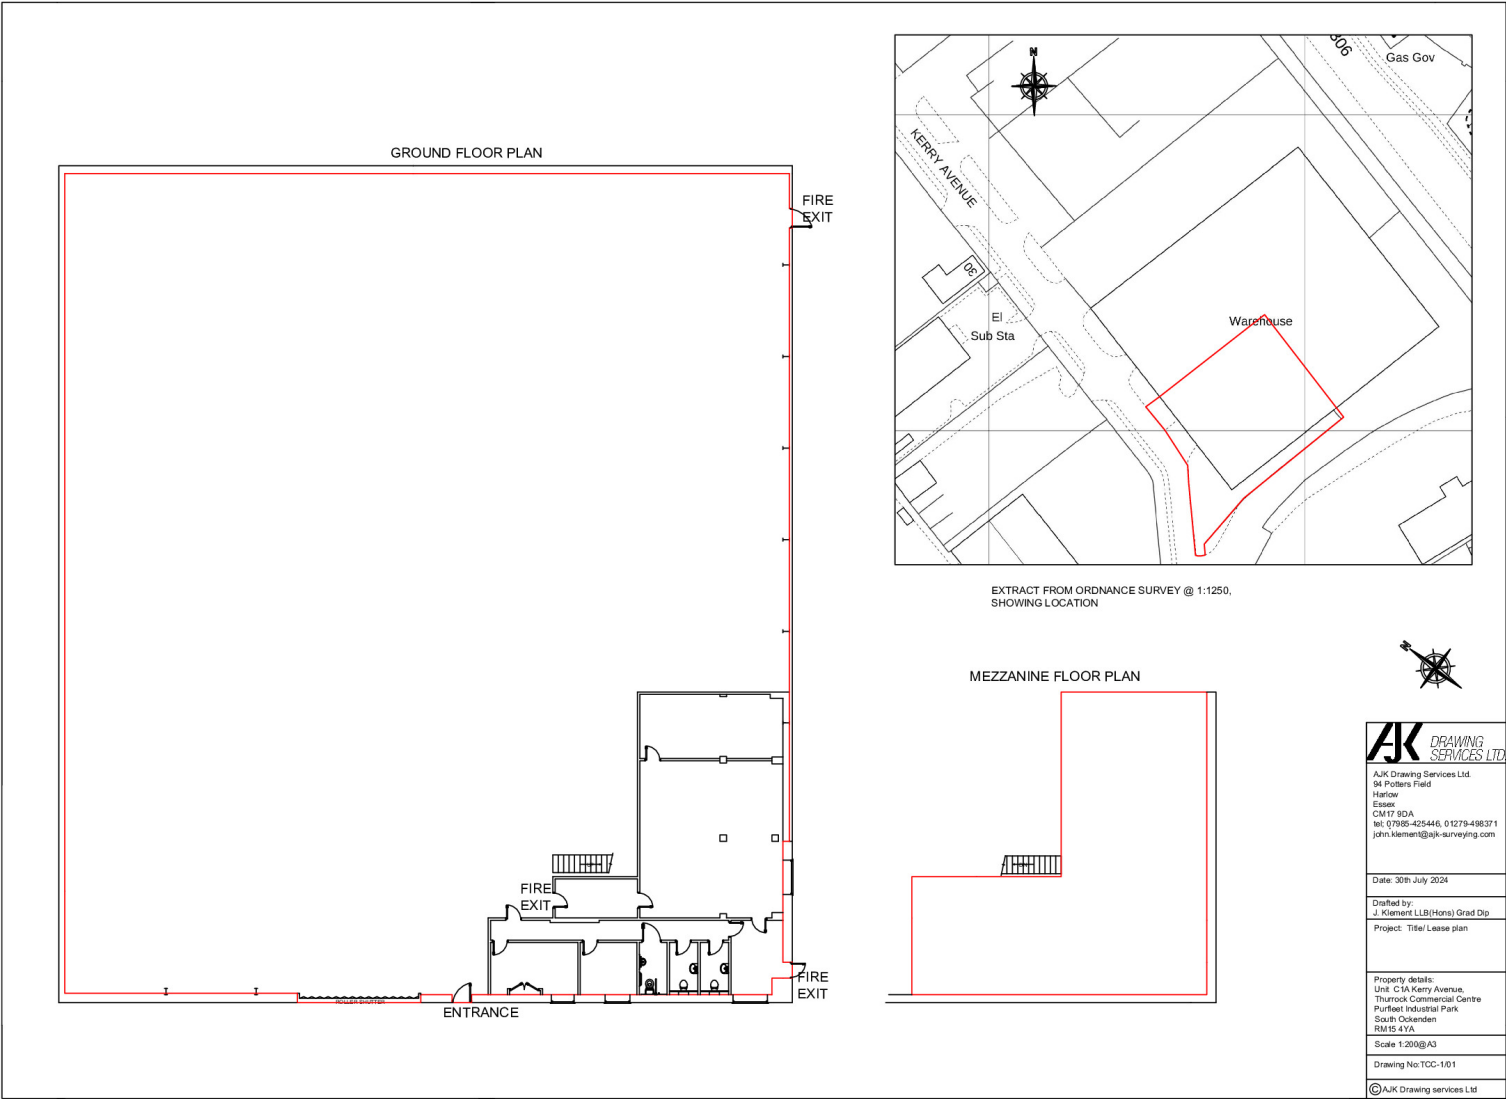 GROUND FLOOR PLAN
FIRE
EXIT
FIRE
EXIT
FIRE
EXIT
ROLLER SHUTTER
ENTRANCE
N
306
Gas Gov
KERRY AVENUE
30
El
Sub Sta
Warehouse
EXTRACT FROM ORDNANCE SURVEY @ 1:1250,
SHOWING LOCATION
N
MEZZANINE FLOOR PLAN
AJK DRAWING
SERVICES LTD.
AJK Drawing Services Ltd.
94 Potters Field
Harlow
Essex
CM17 9DA
tel; 07985-425446, 01279-498371
john.klement@ajk-surveying.com
Date: 30th July 2024
Drafted by:
J. Klement LLB(Hons) Grad Dip
Project: Title/ Lease plan
Property details:
Unit C1A Kerry Avenue,
Thurrock Commercial Centre
Purfleet Industrial Park
South Ockenden
RM15 4YA
Scale 1:200@A3
Drawing No:TCC-1/01
©AJK Drawing services Ltd